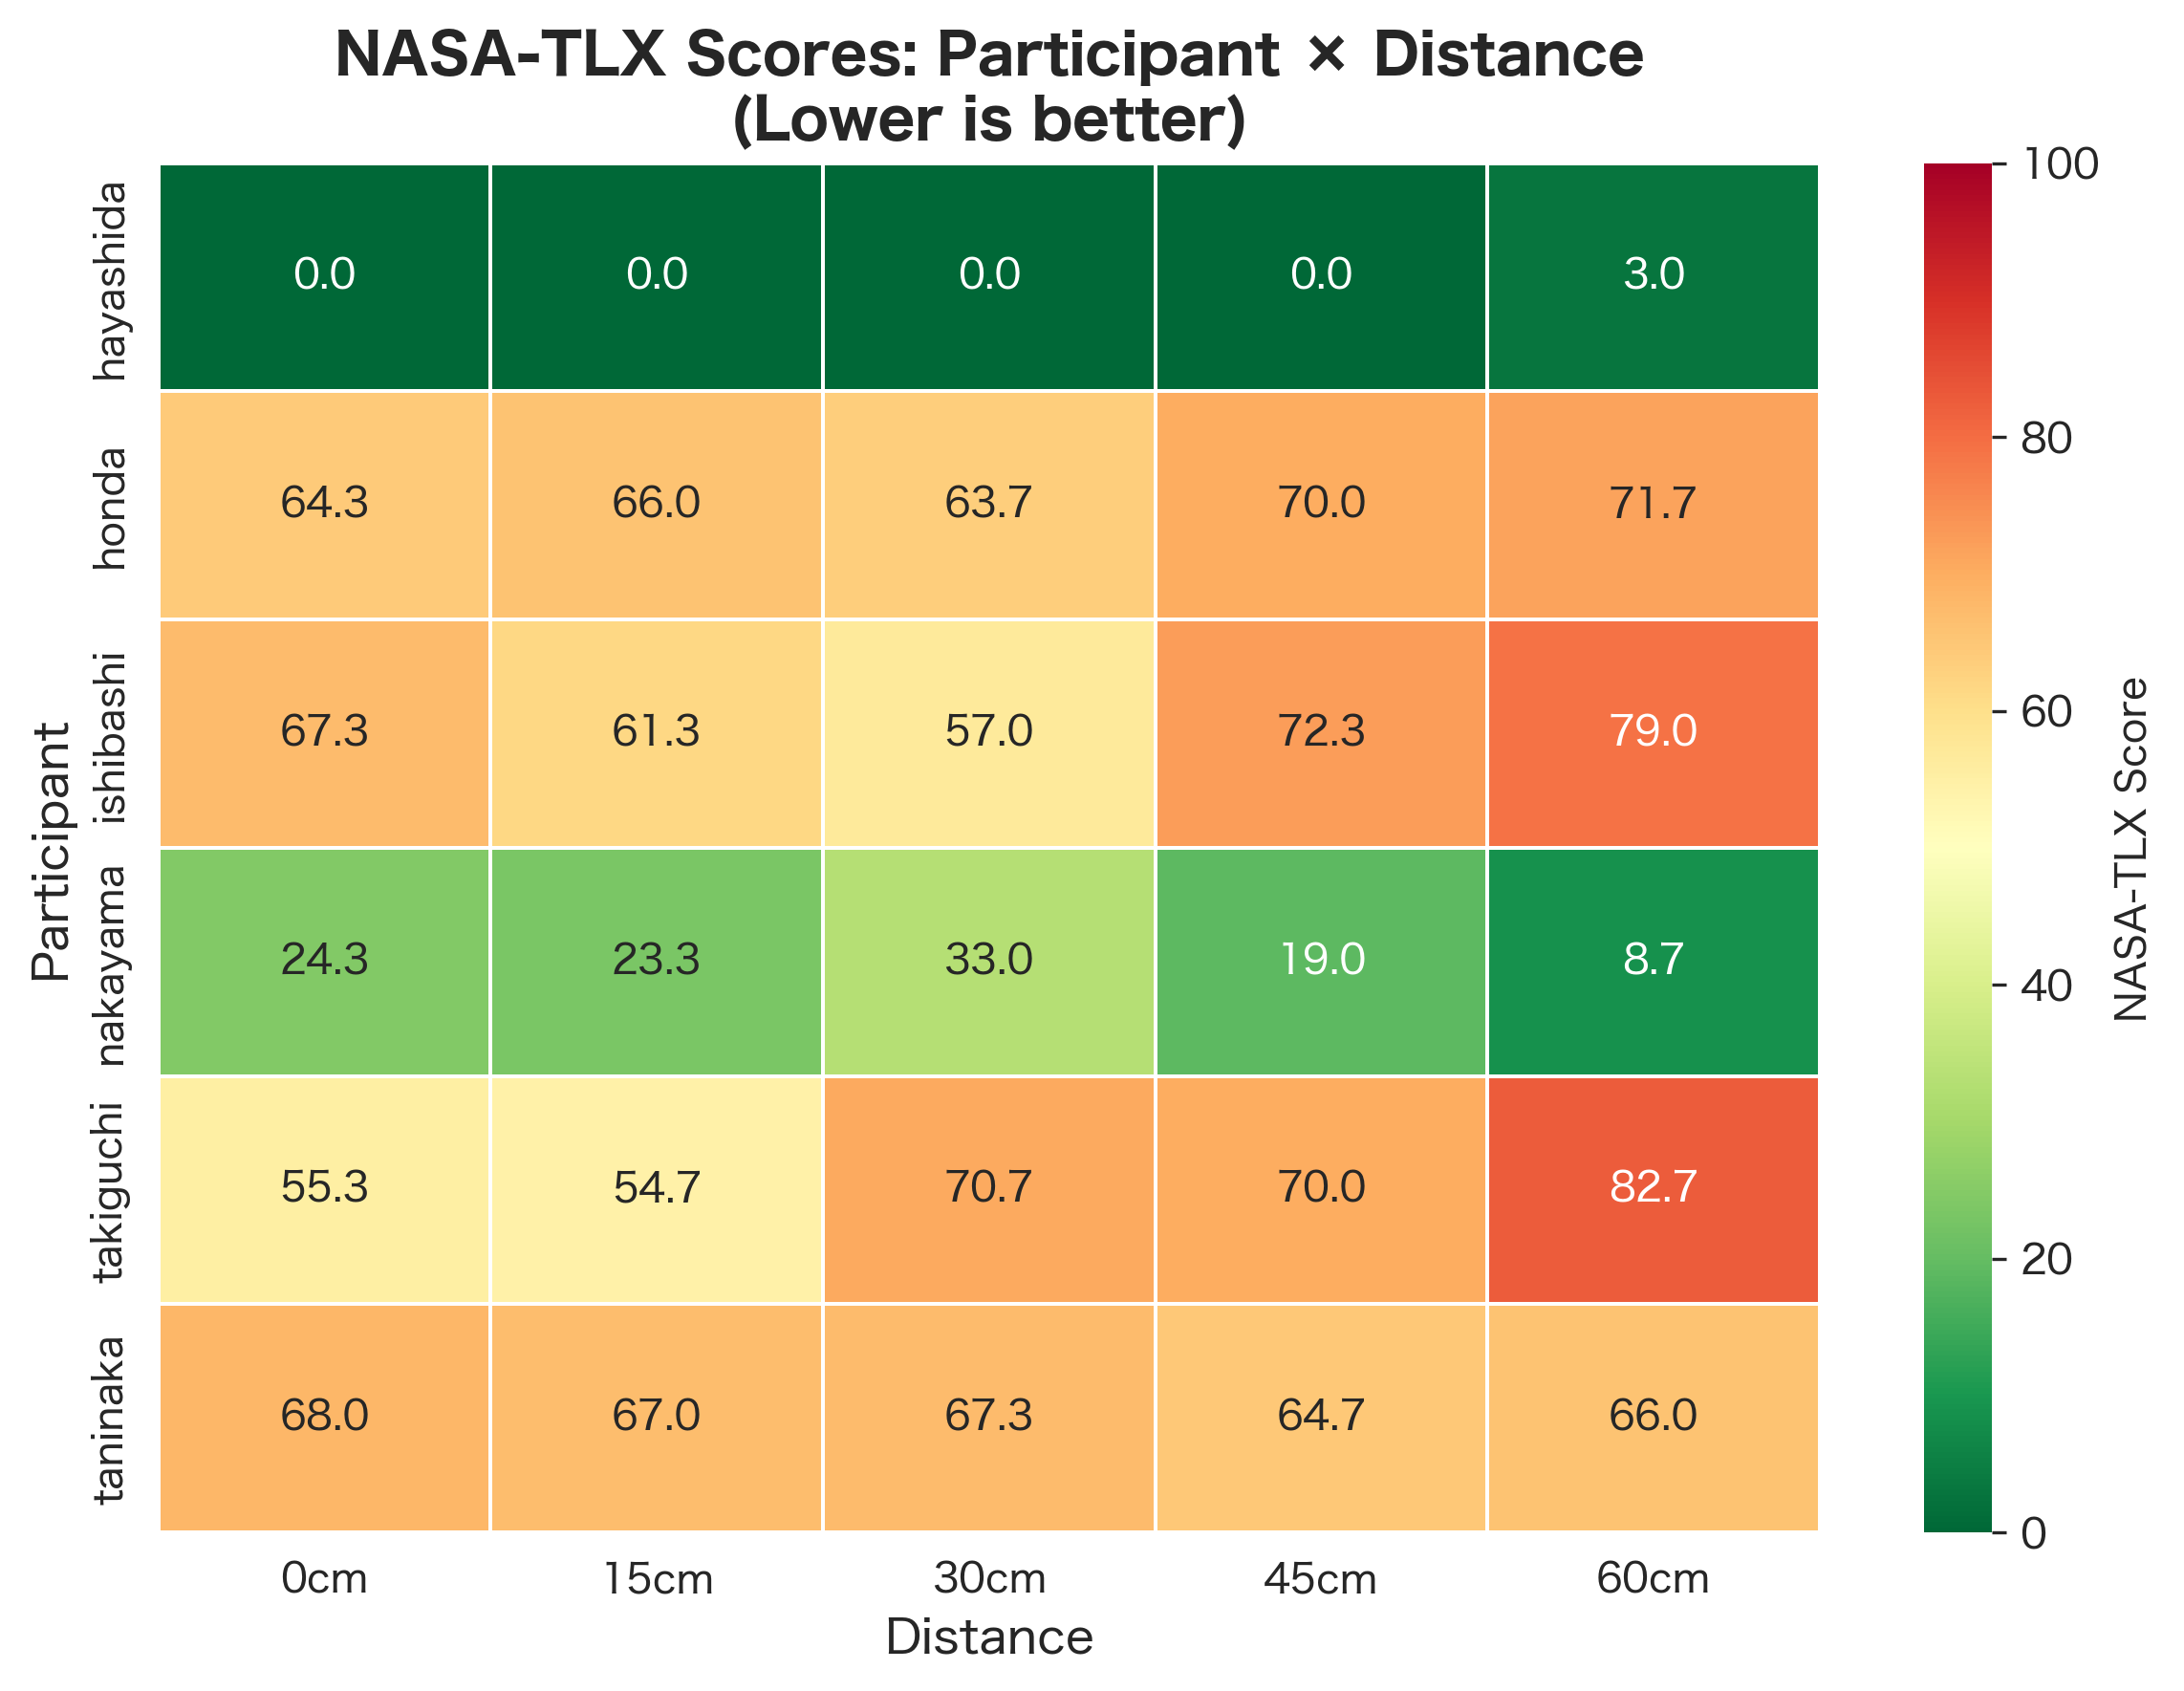 NASA-TLX Scores: Participant × Distance
(Lower is better)
Participant
hayashida
0.0 0.0 0.0 0.0 3.0
honda
64.3 66.0 63.7 70.0 71.7
ishibashi
67.3 61.3 57.0 72.3 79.0
nakayama
24.3 23.3 33.0 19.0 8.7
takiguchi
55.3 54.7 70.7 70.0 82.7
taninaka
68.0 67.0 67.3 64.7 66.0
0cm 15cm 30cm 45cm 60cm
Distance
100
80
60
40
20
0
NASA-TLX Score